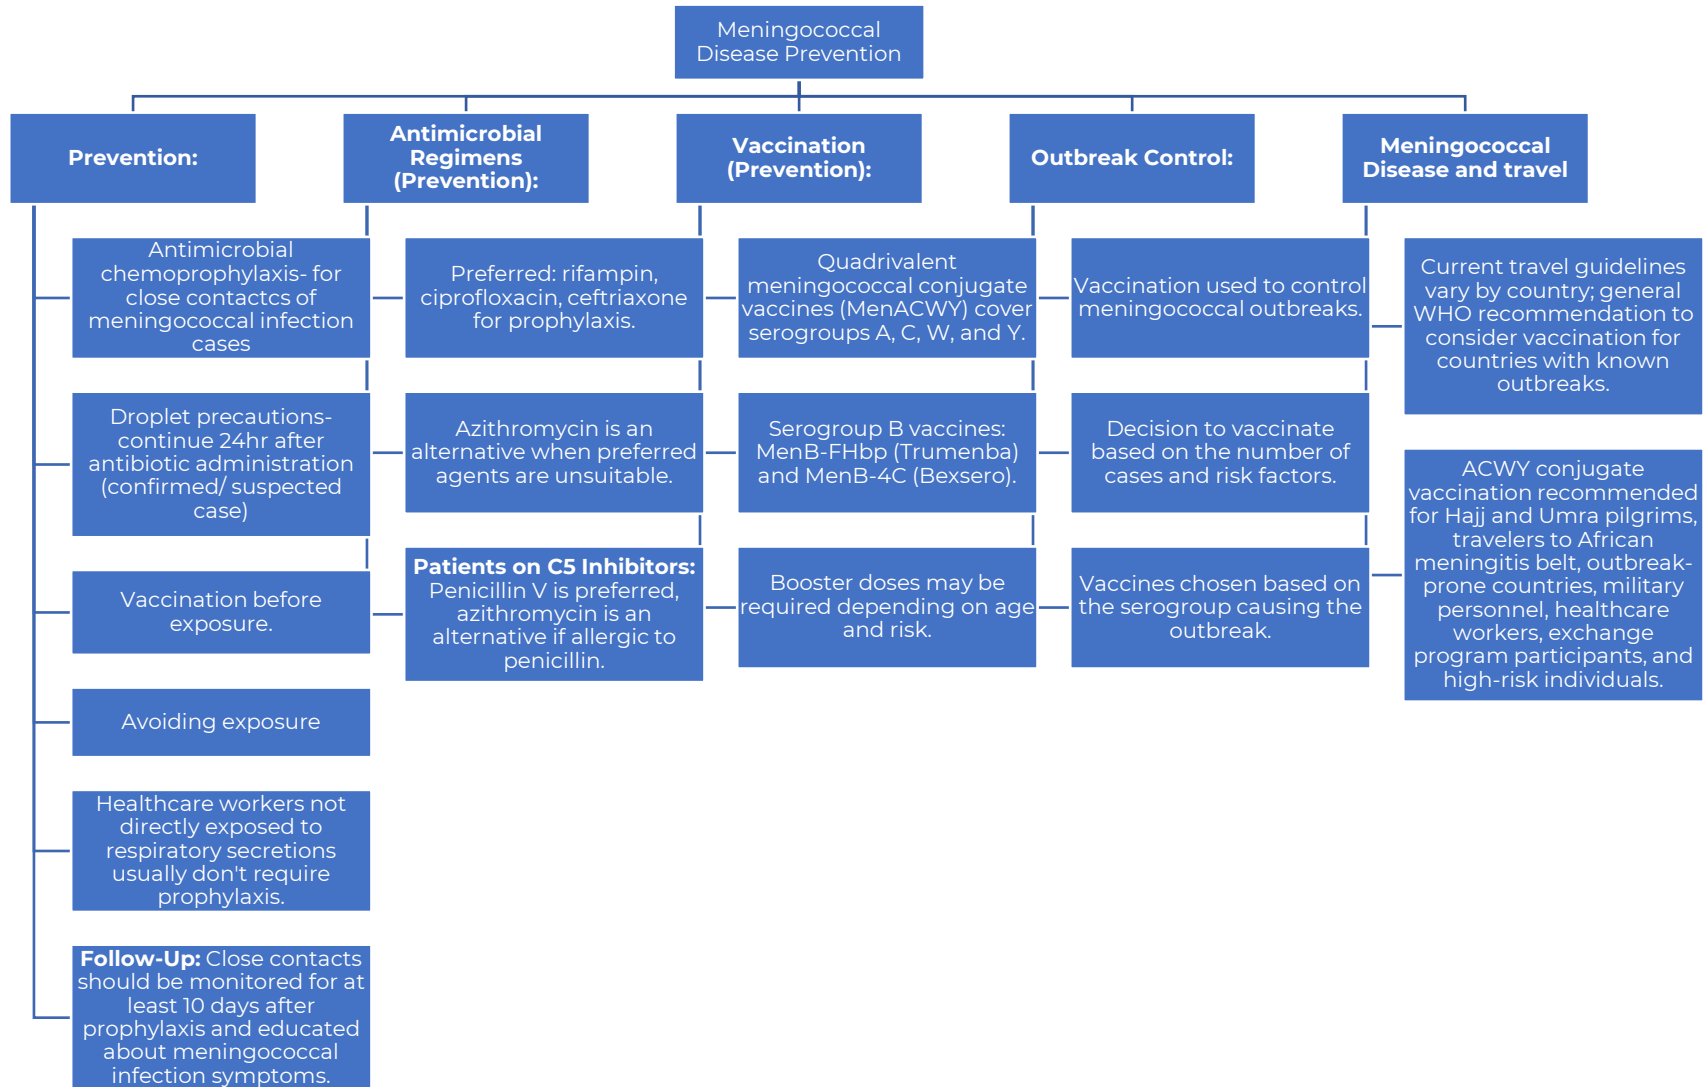 Meningococcal
Disease Prevention
Prevention:
Antimicrobial
chemoprophylaxis- for
close contactcs of
meningococcal infection
cases
Droplet precautions-
continue 24hr after
antibiotic administration
(confirmed/ suspected
case)
Vaccination before
exposure.
Avoiding exposure
Healthcare workers not
directly exposed to
respiratory secretions
usually don't require
prophylaxis.
Follow-Up: Close contacts
should be monitored for at
least 10 days after
prophylaxis and educated
about meningococcal
infection symptoms.
Antimicrobial
Regimens
(Prevention):
Preferred: rifampin,
ciprofloxacin, ceftriaxone
for prophylaxis.
Azithromycin is an
alternative when preferred
agents are unsuitable.
Patients on C5 Inhibitors:
Penicillin V is preferred,
azithromycin is an
alternative if allergic to
penicillin.
Vaccination
(Prevention):
Quadrivalent
meningococcal conjugate
vaccines (MenACWY) cover
serogroups A, C, W, and Y.
Serogroup B vaccines:
MenB-FHbp (Trumenba)
and MenB-4C (Bexsero).
Booster doses may be
required depending on age
and risk.
Outbreak Control:
Vaccination used to control
meningococcal outbreaks.
Decision to vaccinate
based on the number of
cases and risk factors.
Vaccines chosen based on
the serogroup causing the
outbreak.
Meningococcal
Disease and travel
Current travel guidelines
vary by country; general
WHO recommendation to
consider vaccination for
countries with known
outbreaks.
ACWY conjugate
vaccination recommended
for Hajj and Umra pilgrims,
travelers to African
meningitis belt, outbreak-
prone countries, military
personnel, healthcare
workers, exchange
program participants, and
high-risk individuals.